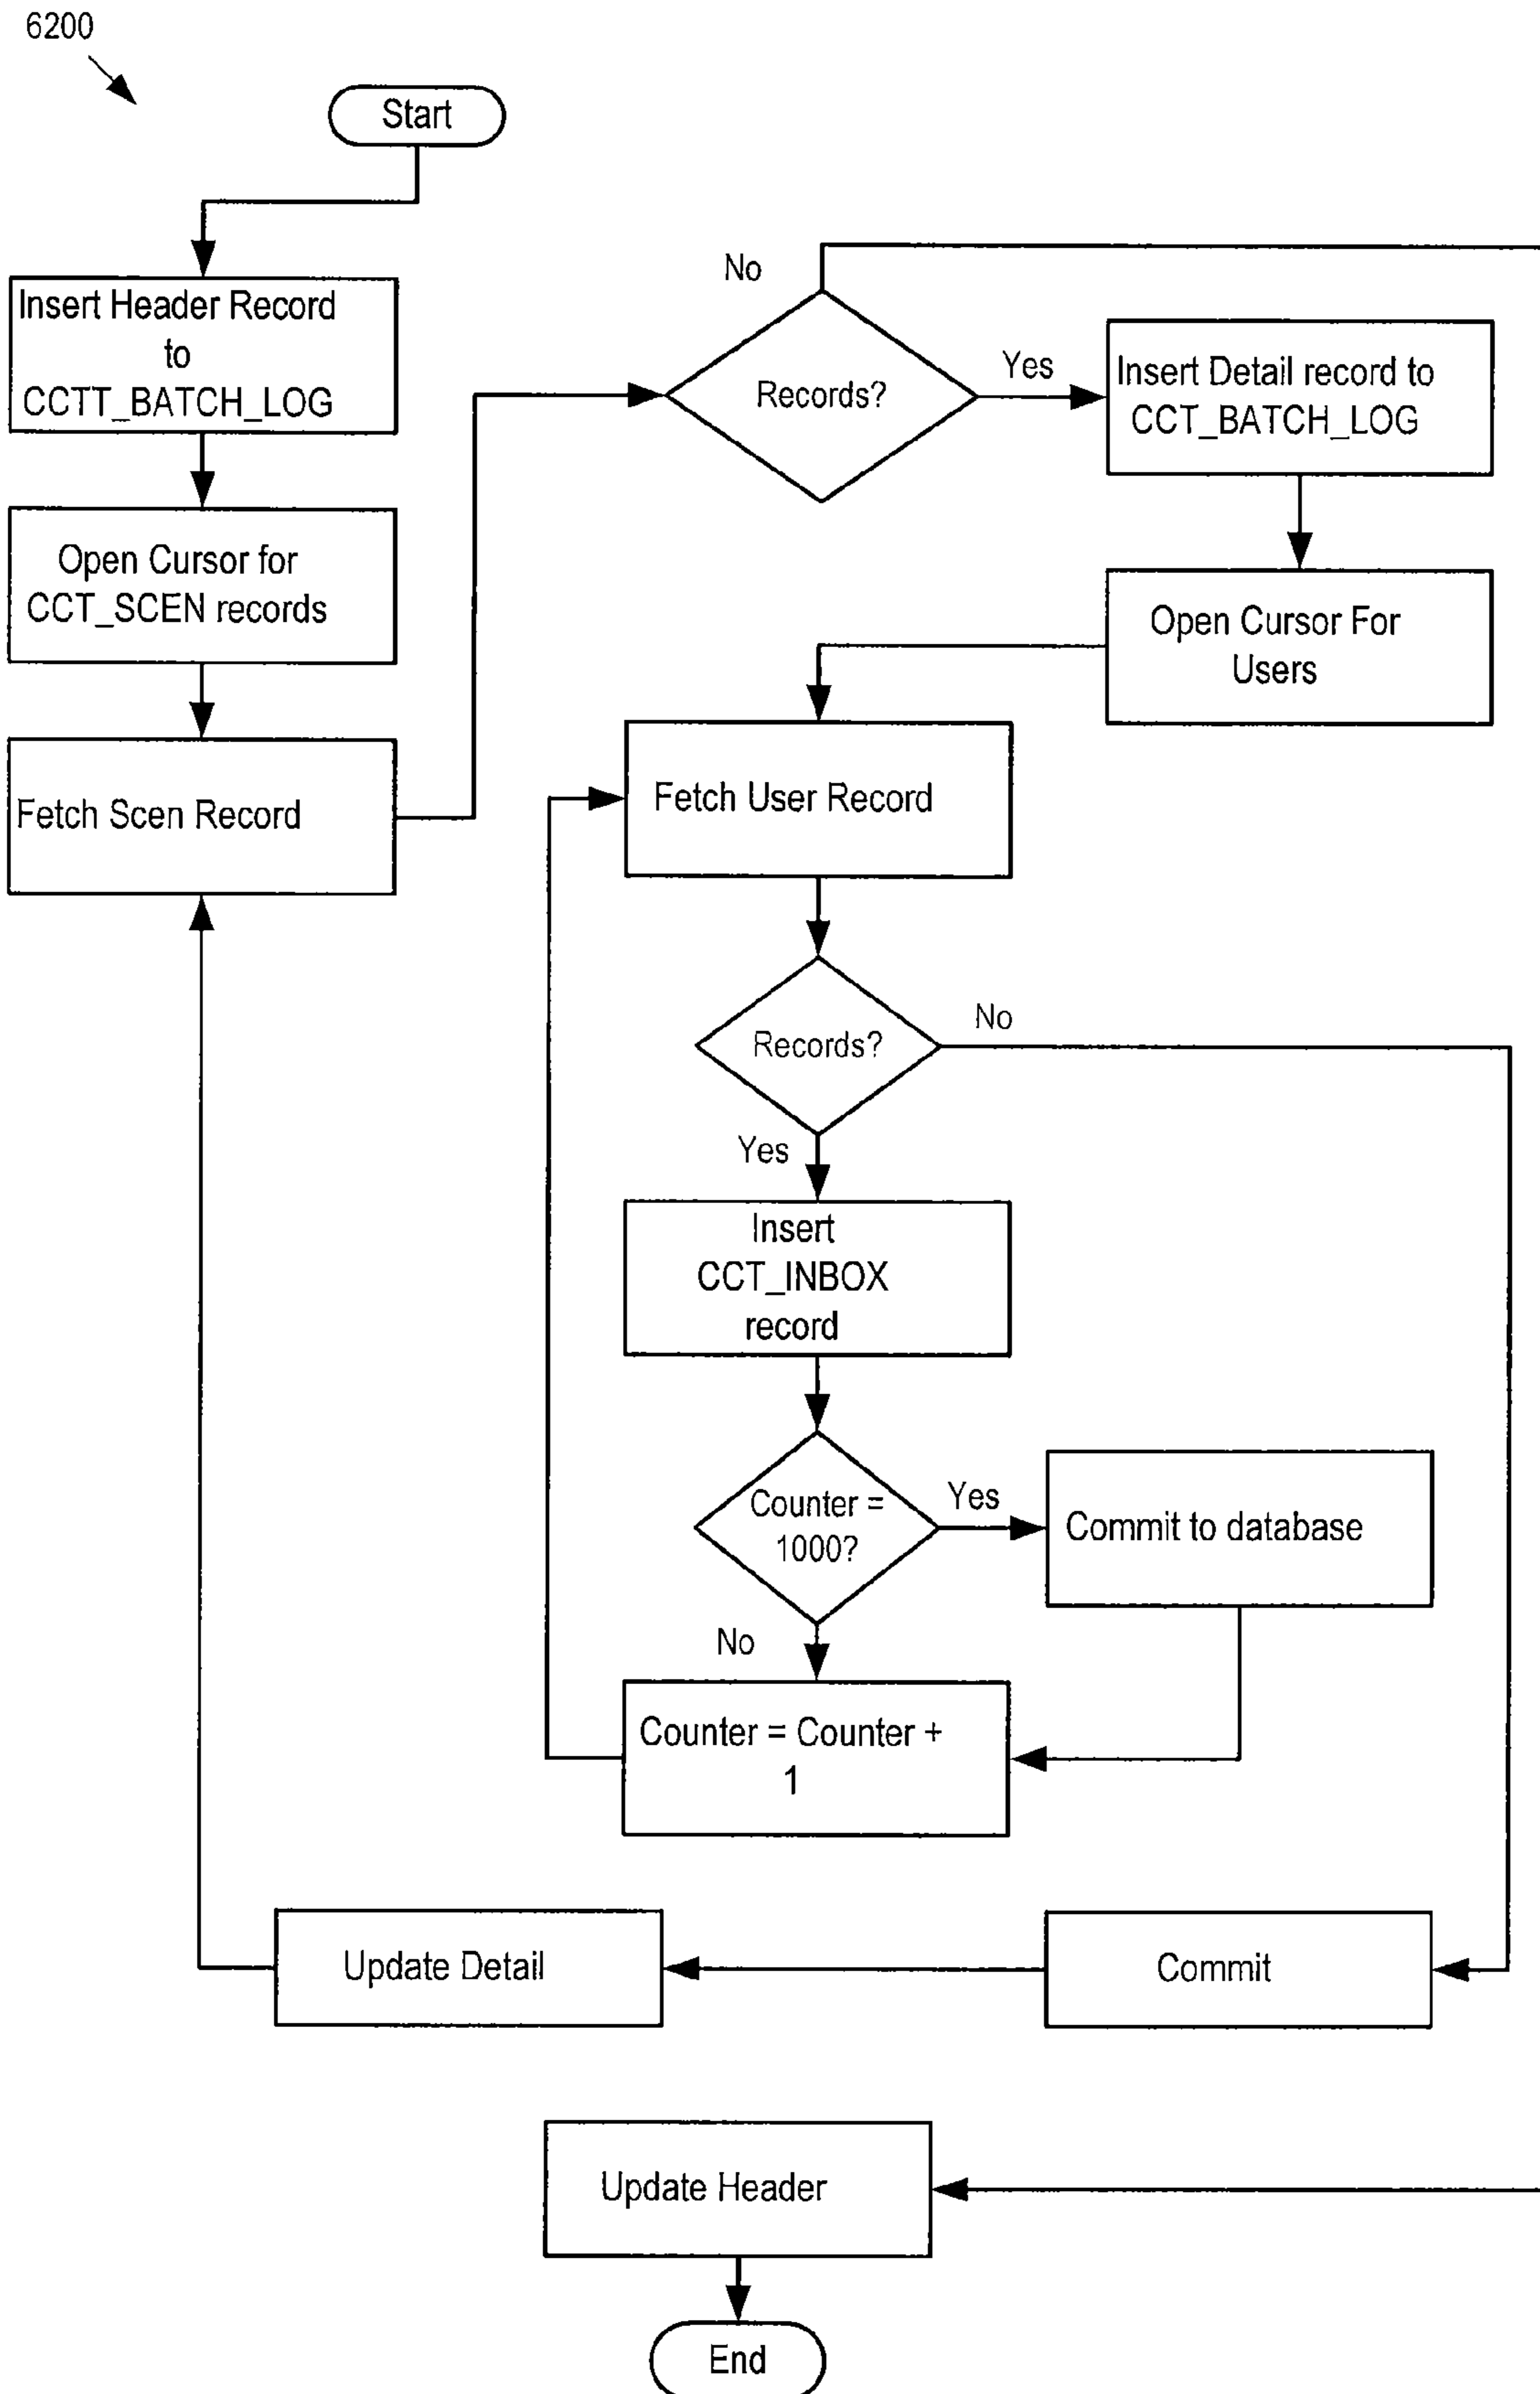 6200
Start
Insert Header Record
to
CCTT_BATCH_LOG
Open Cursor for
CCT_SCEN records
Fetch Scen Record
No
Records?
Yes
Insert Detail record to
CCT_BATCH_LOG
Open Cursor For
Users
Fetch User Record
Records?
No
Yes
Insert
CCT_INBOX
record
Counter =
1000?
Yes
Commit to database
No
Counter = Counter +
1
Update Detail
Commit
Update Header
End